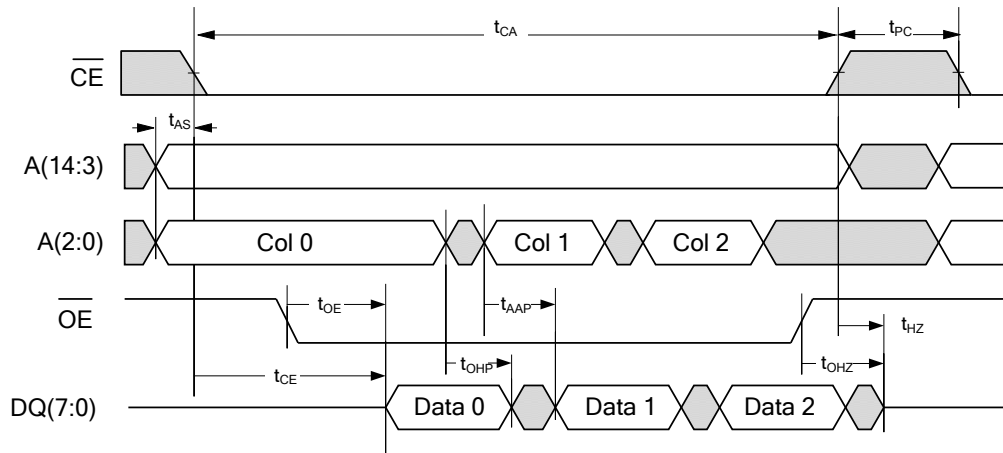 tCA
tPC
CE
tAS
A(14:3)
A(2:0)
Col 0
Col 1
Col 2
OE
tOE
tAAP
tHZ
tCE
tOHP
tOHZ
DQ(7:0)
Data 0
Data 1
Data 2